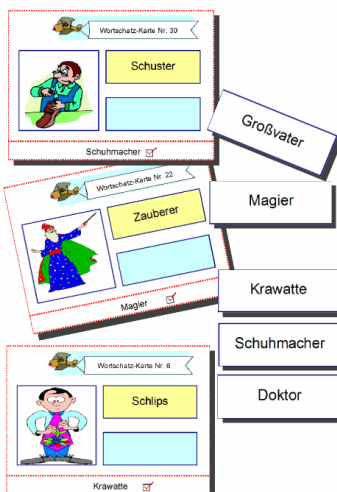 Wortschatz-Karte Nr. 30
Schuster
Schuhmacher
Großvater
Wortschatz-Karte Nr. 22
Zauberer
Magier
Magier
Krawatte
Schuhmacher
Doktor
Wortschatz-Karte Nr. 6
Schlips
Krawatte